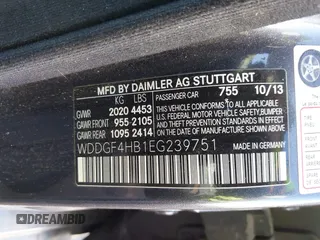 MFD BY DAIMLER AG STUTTGART
KG LBS PASSENGER CAR 755 10/13
GVWR 2020 4453
GAWR FRONT 955 2105
GAWR REAR 1095 2414
THIS VEHICLE CONFORMS TO ALL APPLICABLE
U.S. FEDERAL MOTOR VEHICLE SAFETY, BUMPER,
AND THEFT PREVENTION STANDARDS IN EFFECT
ON THE DATE OF MANUFACTURE SHOWN ABOVE.
WDDGF4HB1EG239751
MADE IN GERMANY
DREAMBID